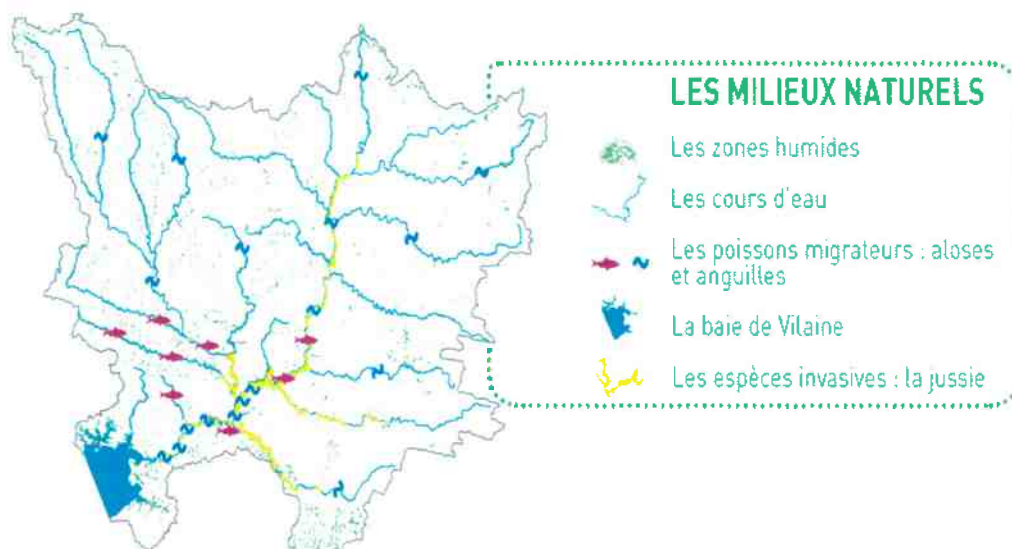 LES MILIEUX NATURELS
Les zones humides
Les cours d'eau
Les poissons migrateurs : aloses
et anguilles
La baie de Vilaine
Les espèces invasives : la jussie